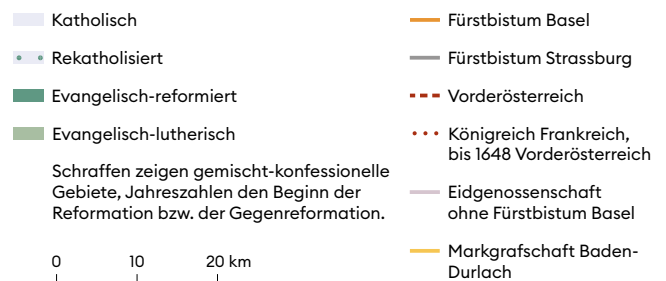 Katholisch
Rekatholisiert
Evangelisch-reformiert
Evangelisch-lutherisch
Schraffen zeigen gemischt-konfessionelle
Gebiete, Jahreszahlen den Beginn der
Reformation bzw. der Gegenreformation.
0 10 20 km
Fürstbistum Basel
Fürstbistum Strassburg
Vorderösterreich
Königreich Frankreich,
bis 1648 Vorderösterreich
Eidgenossenschaft
ohne Fürstbistum Basel
Markgrafschaft Baden-
Durlach